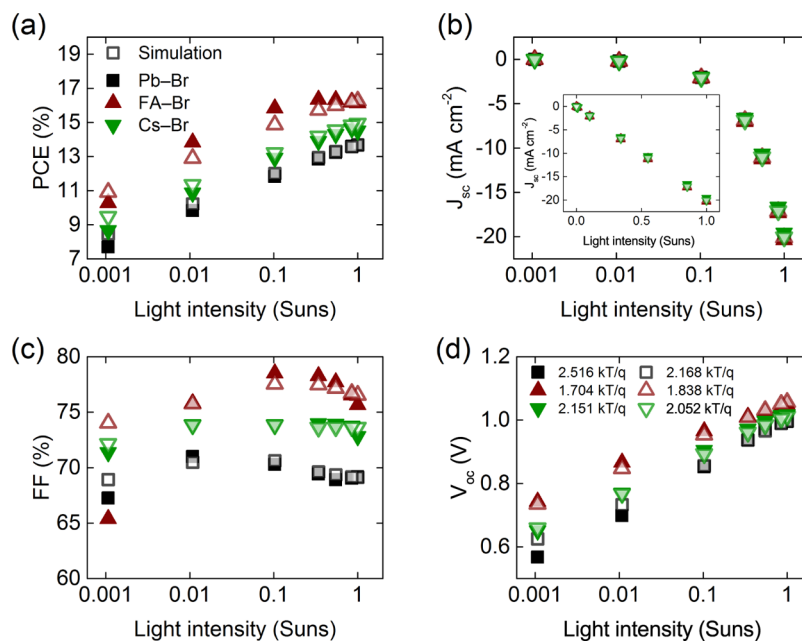 (a)
PCE (%)
19
17
15
13
11
9
7
Simulation
Pb–Br
FA–Br
Cs–Br
0.001 0.01 0.1 1
Light intensity (Suns)
(b)
J_sc (mA cm⁻²)
0
-5
-10
-15
-20
J_sc (mA cm⁻²)
0
-5
-10
-15
-20
0.0 0.5 1.0
Light intensity (Suns)
0.001 0.01 0.1 1
Light intensity (Suns)
(c)
FF (%)
80
75
70
65
60
0.001 0.01 0.1 1
Light intensity (Suns)
(d)
V_oc (V)
1.2
1.0
0.8
0.6
2.516 kT/q 2.168 kT/q
1.704 kT/q 1.838 kT/q
2.151 kT/q 2.052 kT/q
0.001 0.01 0.1 1
Light intensity (Suns)